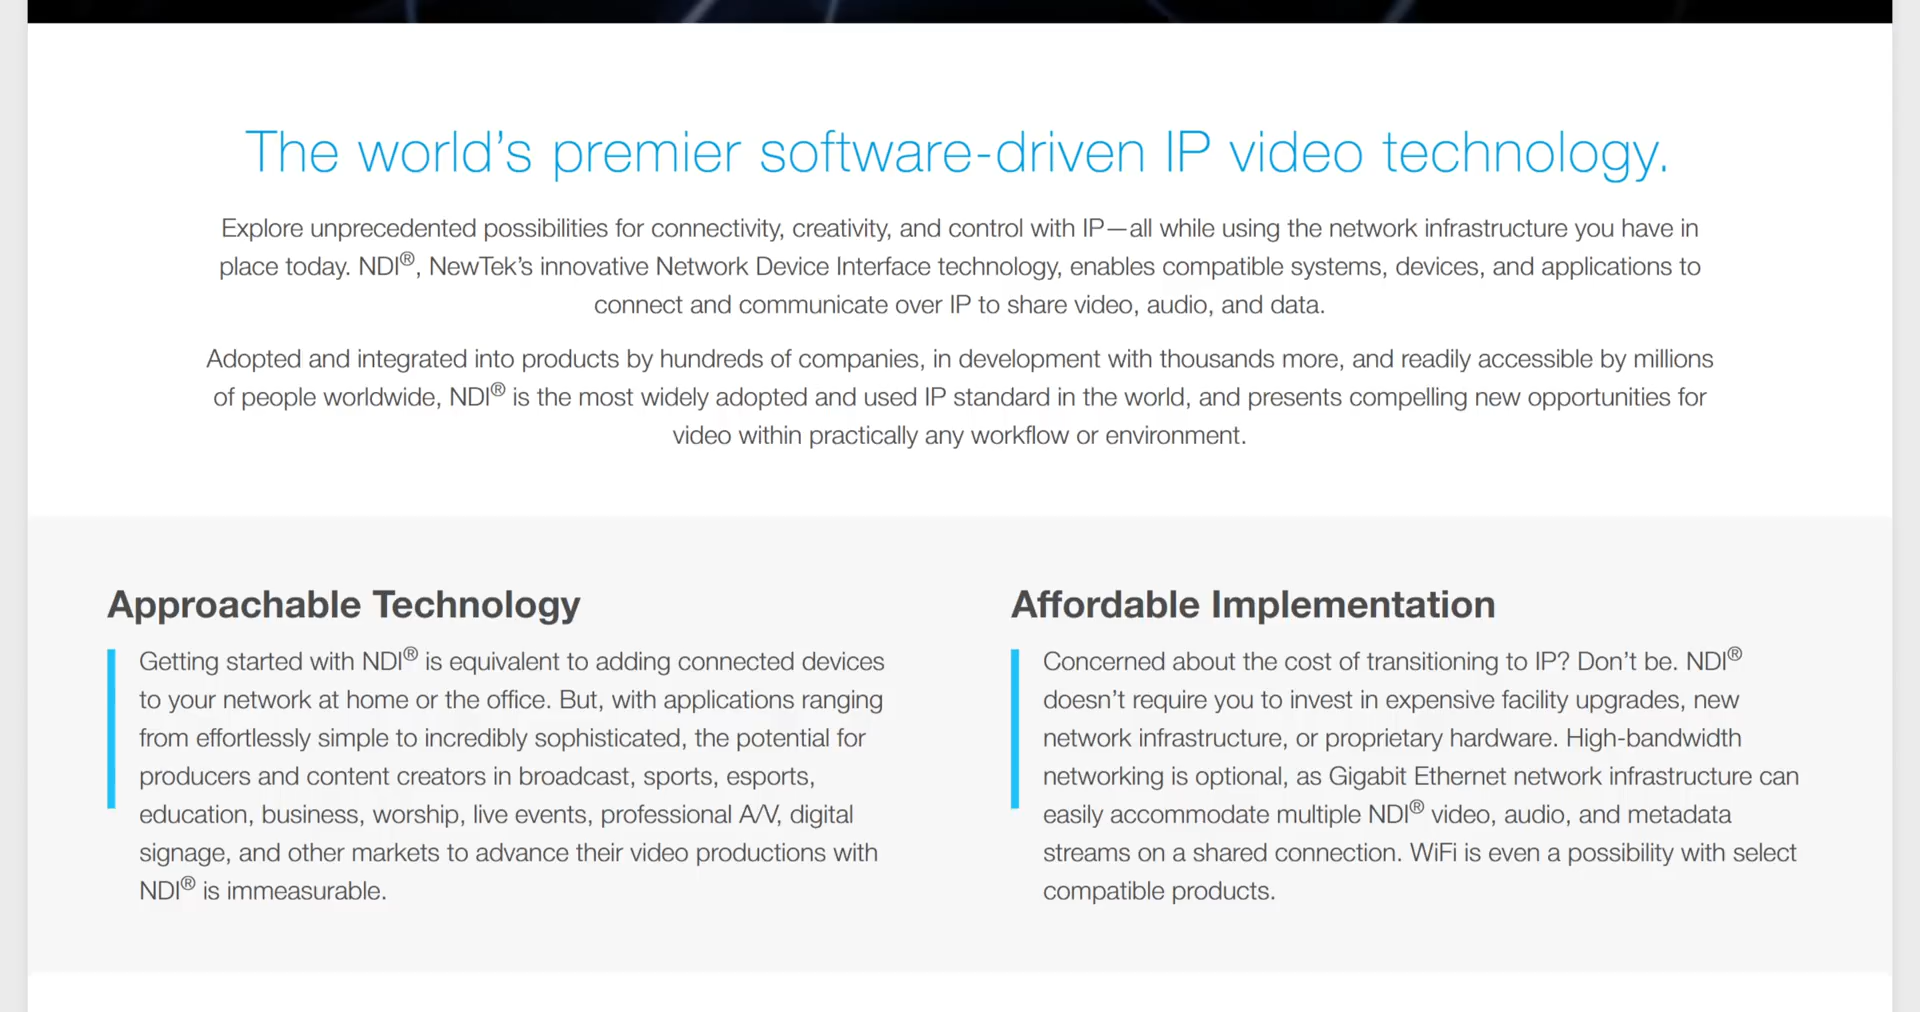 The world’s premier software-driven IP video technology.
Explore unprecedented possibilities for connectivity, creativity, and control with IP—all while using the network infrastructure you have in
place today. NDI®, NewTek’s innovative Network Device Interface technology, enables compatible systems, devices, and applications to
connect and communicate over IP to share video, audio, and data.
Adopted and integrated into products by hundreds of companies, in development with thousands more, and readily accessible by millions
of people worldwide, NDI® is the most widely adopted and used IP standard in the world, and presents compelling new opportunities for
video within practically any workflow or environment.
Approachable Technology
Getting started with NDI® is equivalent to adding connected devices
to your network at home or the office. But, with applications ranging
from effortlessly simple to incredibly sophisticated, the potential for
producers and content creators in broadcast, sports, esports,
education, business, worship, live events, professional A/V, digital
signage, and other markets to advance their video productions with
NDI® is immeasurable.
Affordable Implementation
Concerned about the cost of transitioning to IP? Don’t be. NDI®
doesn’t require you to invest in expensive facility upgrades, new
network infrastructure, or proprietary hardware. High-bandwidth
networking is optional, as Gigabit Ethernet network infrastructure can
easily accommodate multiple NDI® video, audio, and metadata
streams on a shared connection. WiFi is even a possibility with select
compatible products.